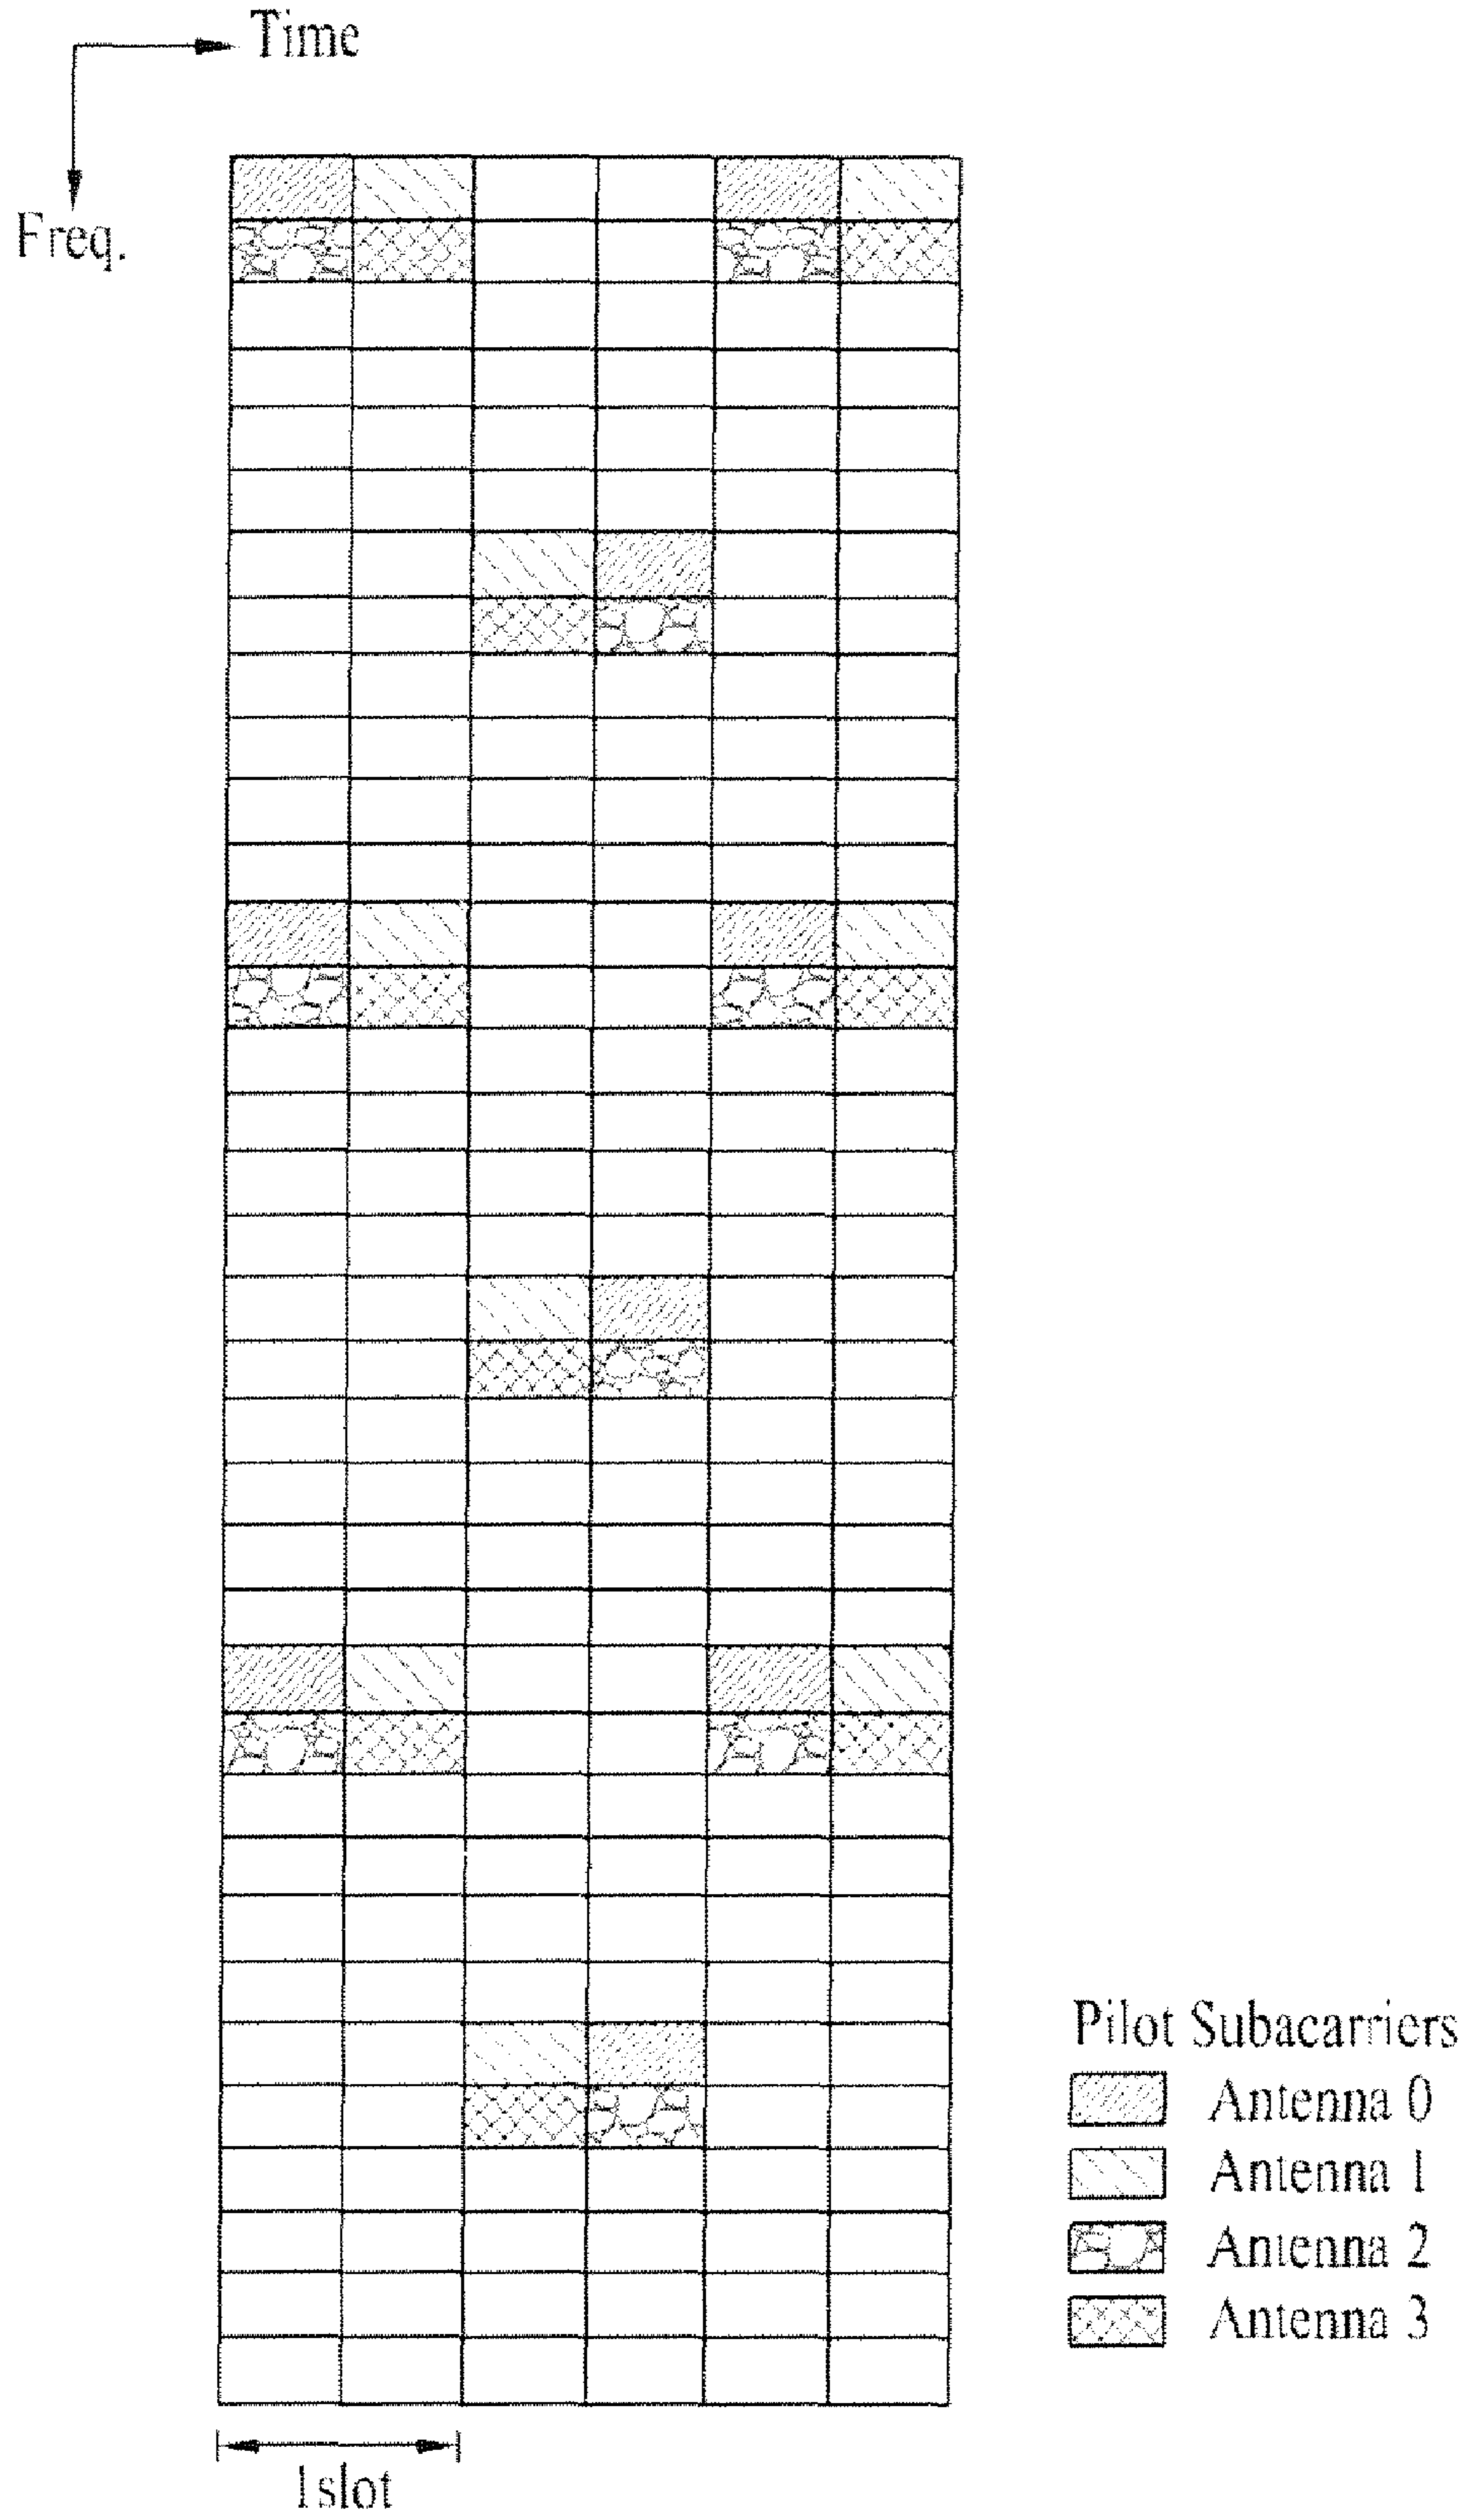 Time
Freq.
Pilot Subacarriers
Antenna 0
Antenna 1
Antenna 2
Antenna 3
1slot